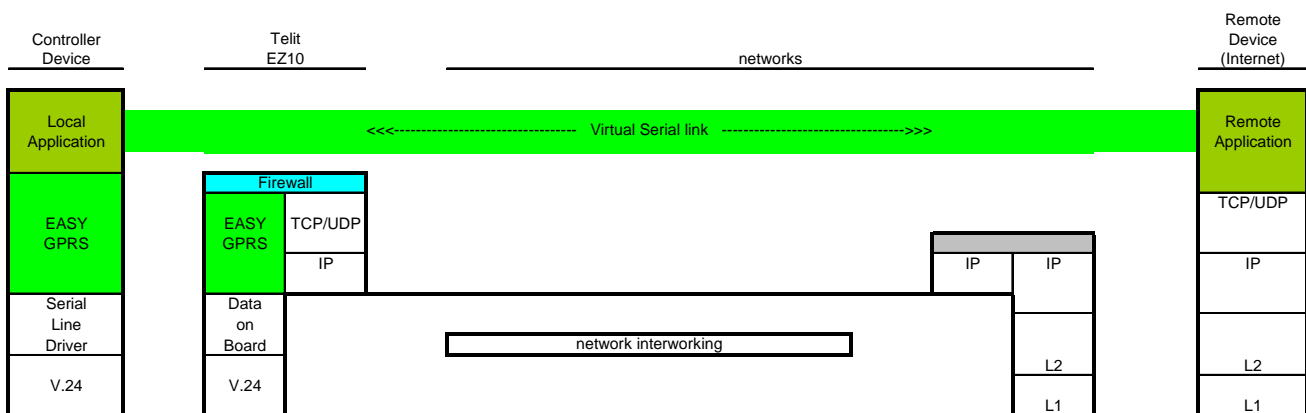 Controller
Device
Telit
EZ10
networks
Remote
Device
(Internet)
Local
Application
<<<---------------------------------- Virtual Serial link ---------------------------------->>>
Remote
Application
Firewall
EASY
GPRS
EASY
GPRS
TCP/UDP
TCP/UDP
IP
IP
IP
IP
Serial
Line
Driver
Data
on
Board
network interworking
L2
L2
V.24
V.24
L1
L1